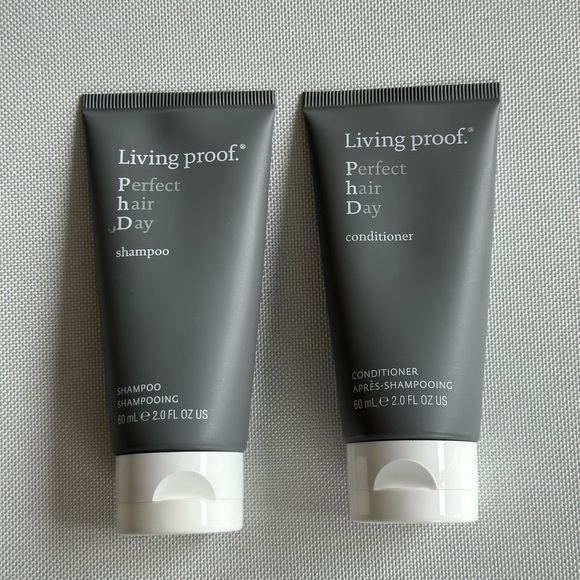 Living proof.®
Perfect
hair
Day
shampoo
SHAMPOO
SHAMPOOING
60 mL ℮ 2.0 FL OZ US
Living proof.®
Perfect
hair
Day
conditioner
CONDITIONER
APRÈS-SHAMPOOING
60 mL ℮ 2.0 FL OZ US